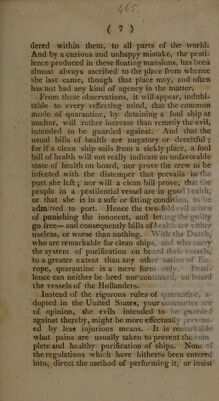 465.
( 7 )
dered within them, to all parts of the world.
And by a curious and unhappy mistake, the pesti-
lence produced in these floating mansions, has been
almost always ascribed to the place from whence
she last came, though that place may, and often
has not had any kind of agency in the matter.
From these observations, it will appear, indubi-
table to every reflecting mind, that the common
mode of quarantine, by detaining a foul ship at
anchor, will rather increase than remedy the evil,
intended to be guarded against. And that the
usual bills of health are nugatory or deceitful;
for if a clean ship sails from a sickly place, a foul
bill of health will not really indicate an unfavorable
state of health on board, nor prove the crew to be
infected with the distemper that prevails in the
port she left; nor will a clean bill prove, that the
people in a pestilential vessel are in good health,
or that she is in a safe or fitting condition, to be
admitted to port. Hence the two-fold evil arises
of punishing the innocent, and letting the guilty
go free—and consequently bills of health are either
useless, or worse than nothing. With the Dutch,
who are remarkable for clean ships, and who carry
the system of purification on board their vessels,
to a greater extent than any other nation of Eu-
rope, quarantine is a mere form only. Pesti-
lence can neither be bred nor contained, on board
the vessels of the Hollanders.
Instead of the rigorous rules of quarantine, a-
dopted in the United States, your committee are
of opinion, the evils intended to be guarded
against thereby, might be more effectually prevent-
ed by less injurious means. It is remarkable
what pains are usually taken to prevent the com-
plete and healthy purification of ships. None of
the regulations which have hitherto been entered
into, direct the method of performing it, or insist